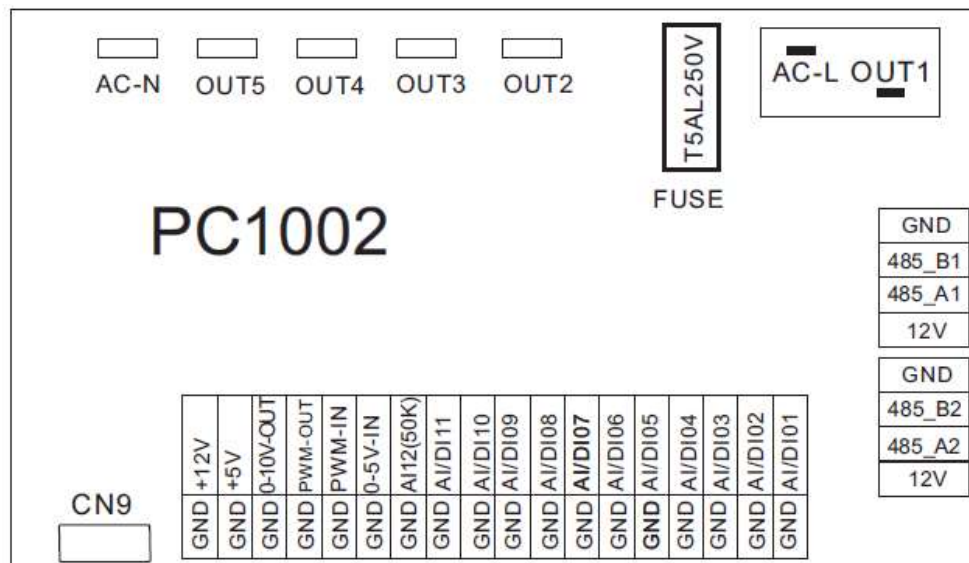 AC-N OUT5 OUT4 OUT3 OUT2
T5AL250V
FUSE
AC-L OUT1
PC1002
GND
485_B1
485_A1
12V
GND
485_B2
485_A2
12V
CN9
GND +12V
GND +5V
GND 0-10V-OUT
GND PWM-OUT
GND PWM-IN
GND 0-5V-IN
GND AI12(50K)
GND AI/DI11
GND AI/DI10
GND AI/DI09
GND AI/DI08
GND AI/DI07
GND AI/DI06
GND AI/DI05
GND AI/DI04
GND AI/DI03
GND AI/DI02
GND AI/DI01